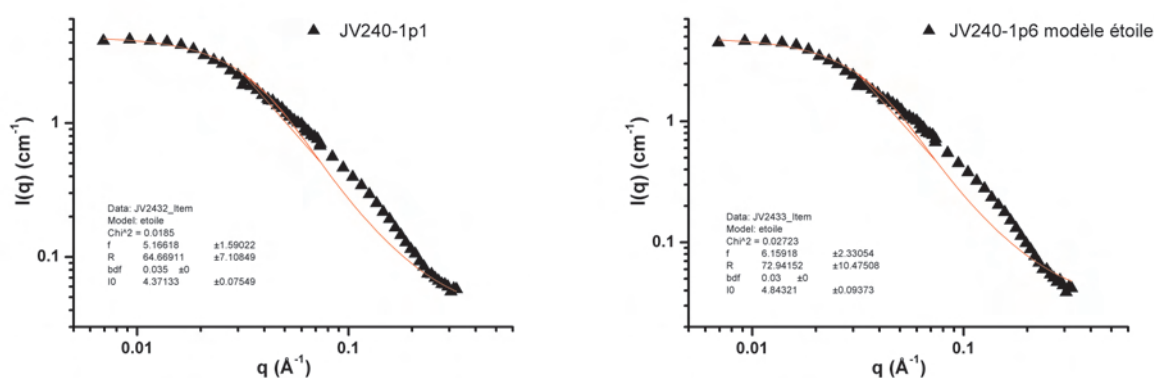 JV240-1p1
I(q) (cm⁻¹)
1
0.1
Data: JV2432_Item
Model: etoile
Chi^2 = 0.0185
f 5.16618 ±1.59022
R 64.66911 ±7.10849
bdf 0.035 ±0
I0 4.37133 ±0.07549
0.01 0.1
q (Å⁻¹)
JV240-1p6 modèle étoile
I(q) (cm⁻¹)
1
0.1
Data: JV2433_Item
Model: etoile
Chi^2 = 0.02723
f 6.15918 ±2.33054
R 72.94152 ±10.47508
bdf 0.03 ±0
I0 4.84321 ±0.09373
0.01 0.1
q (Å⁻¹)